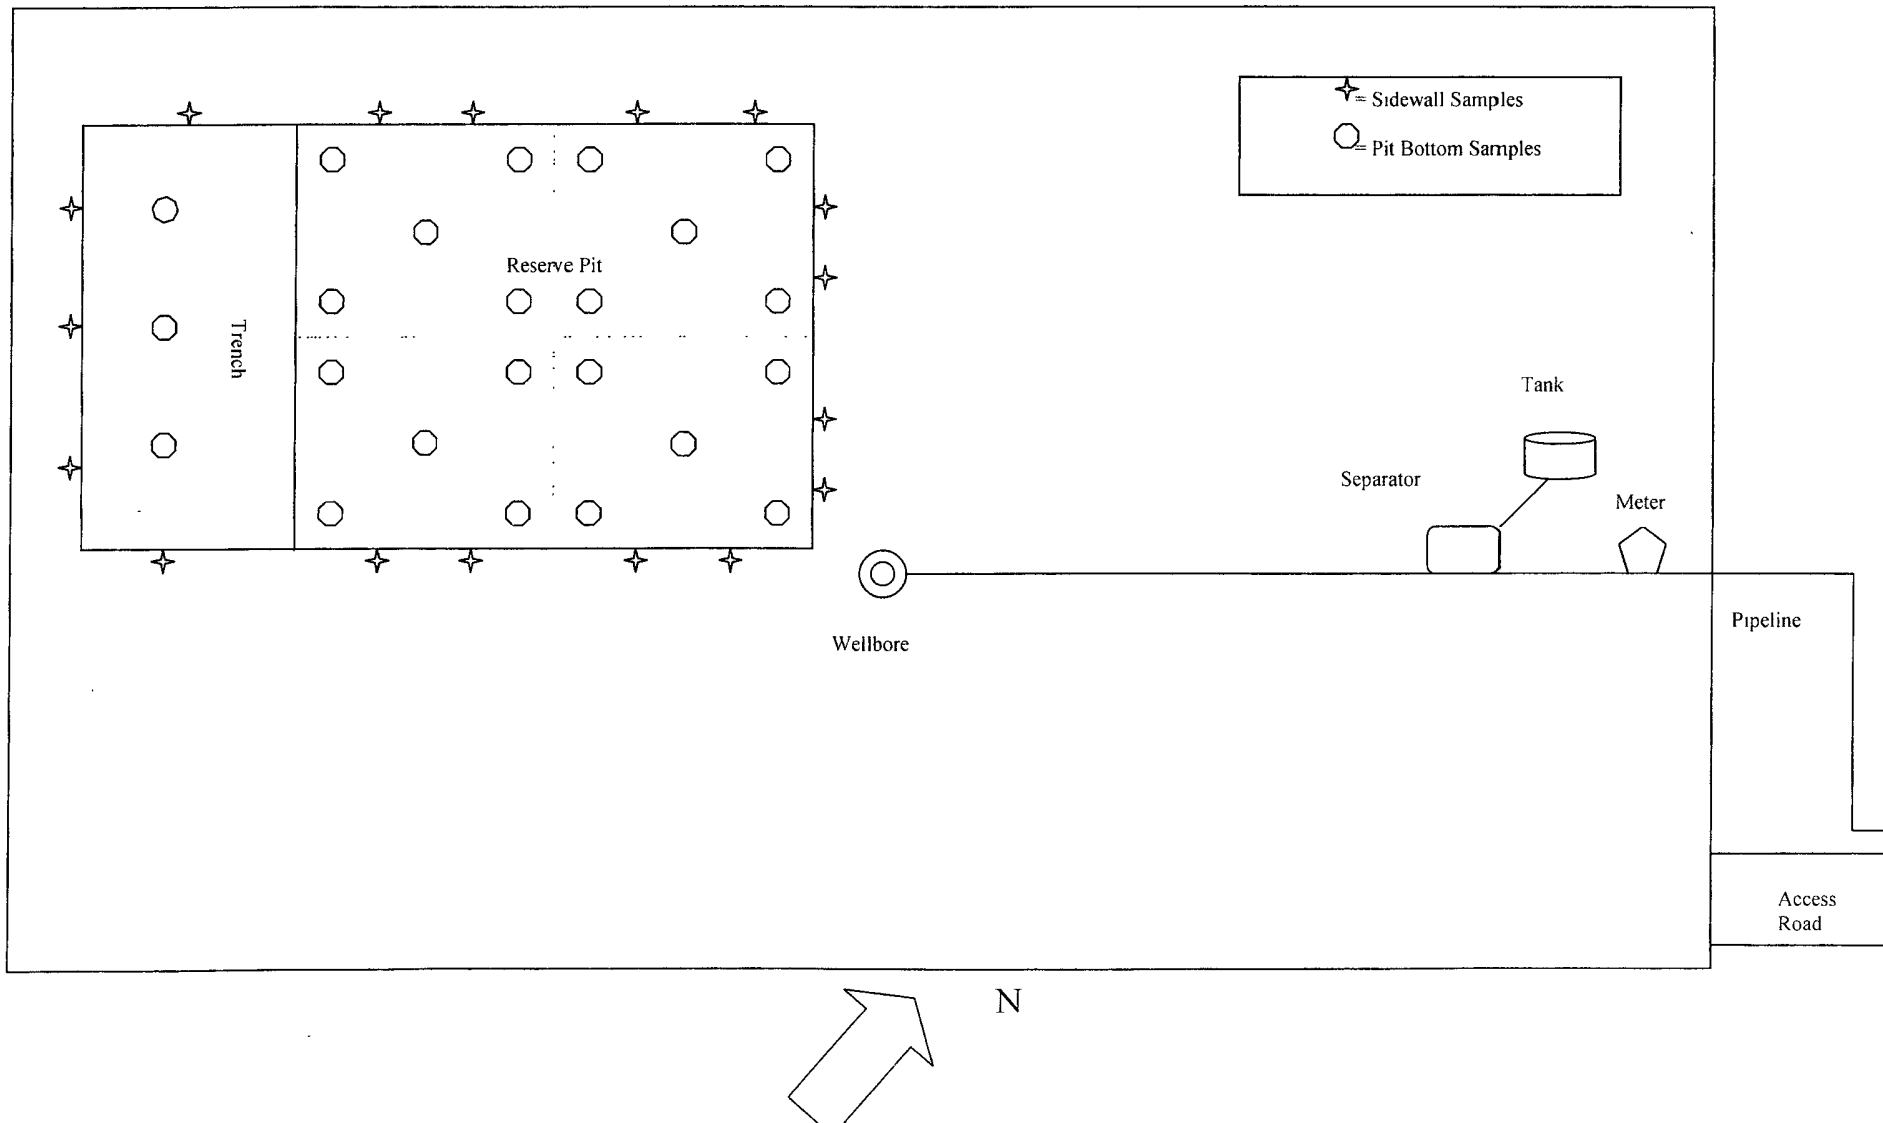 = Sidewall Samples
= Pit Bottom Samples
Reserve Pit
Trench
Tank
Separator
Meter
Pipeline
Wellbore
Access
Road
N